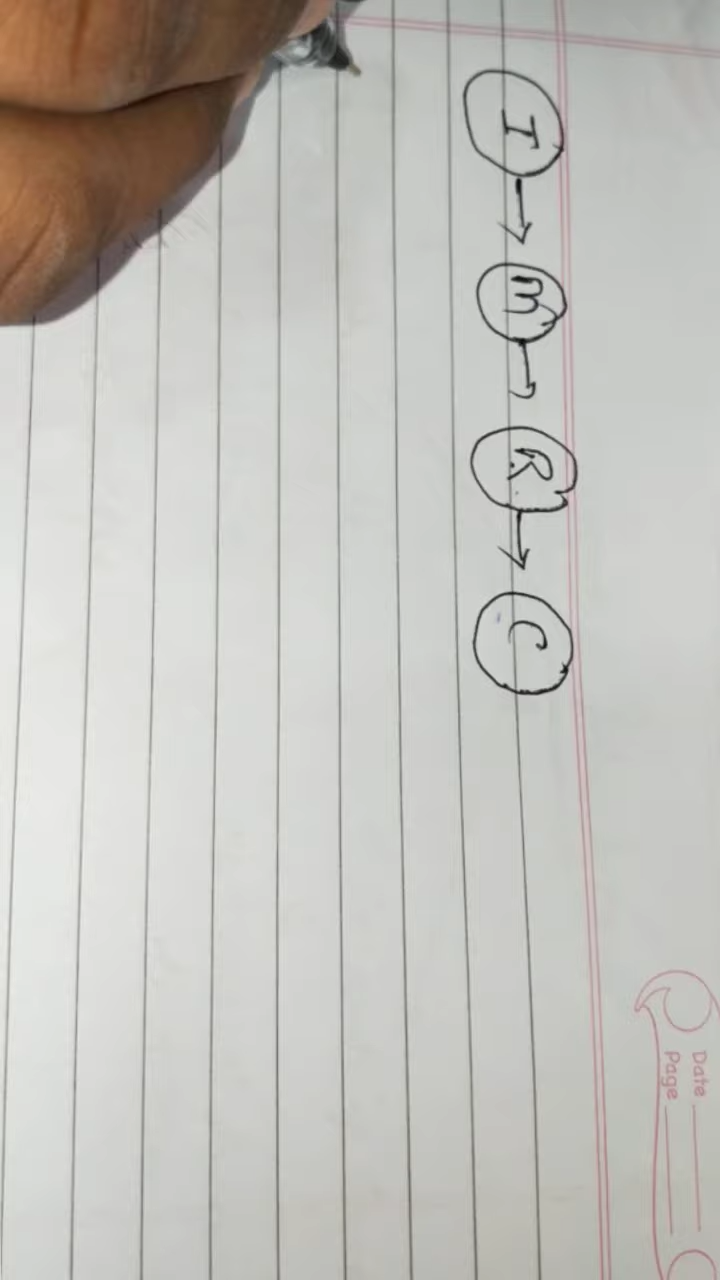 Date
Page
I → m → R → C